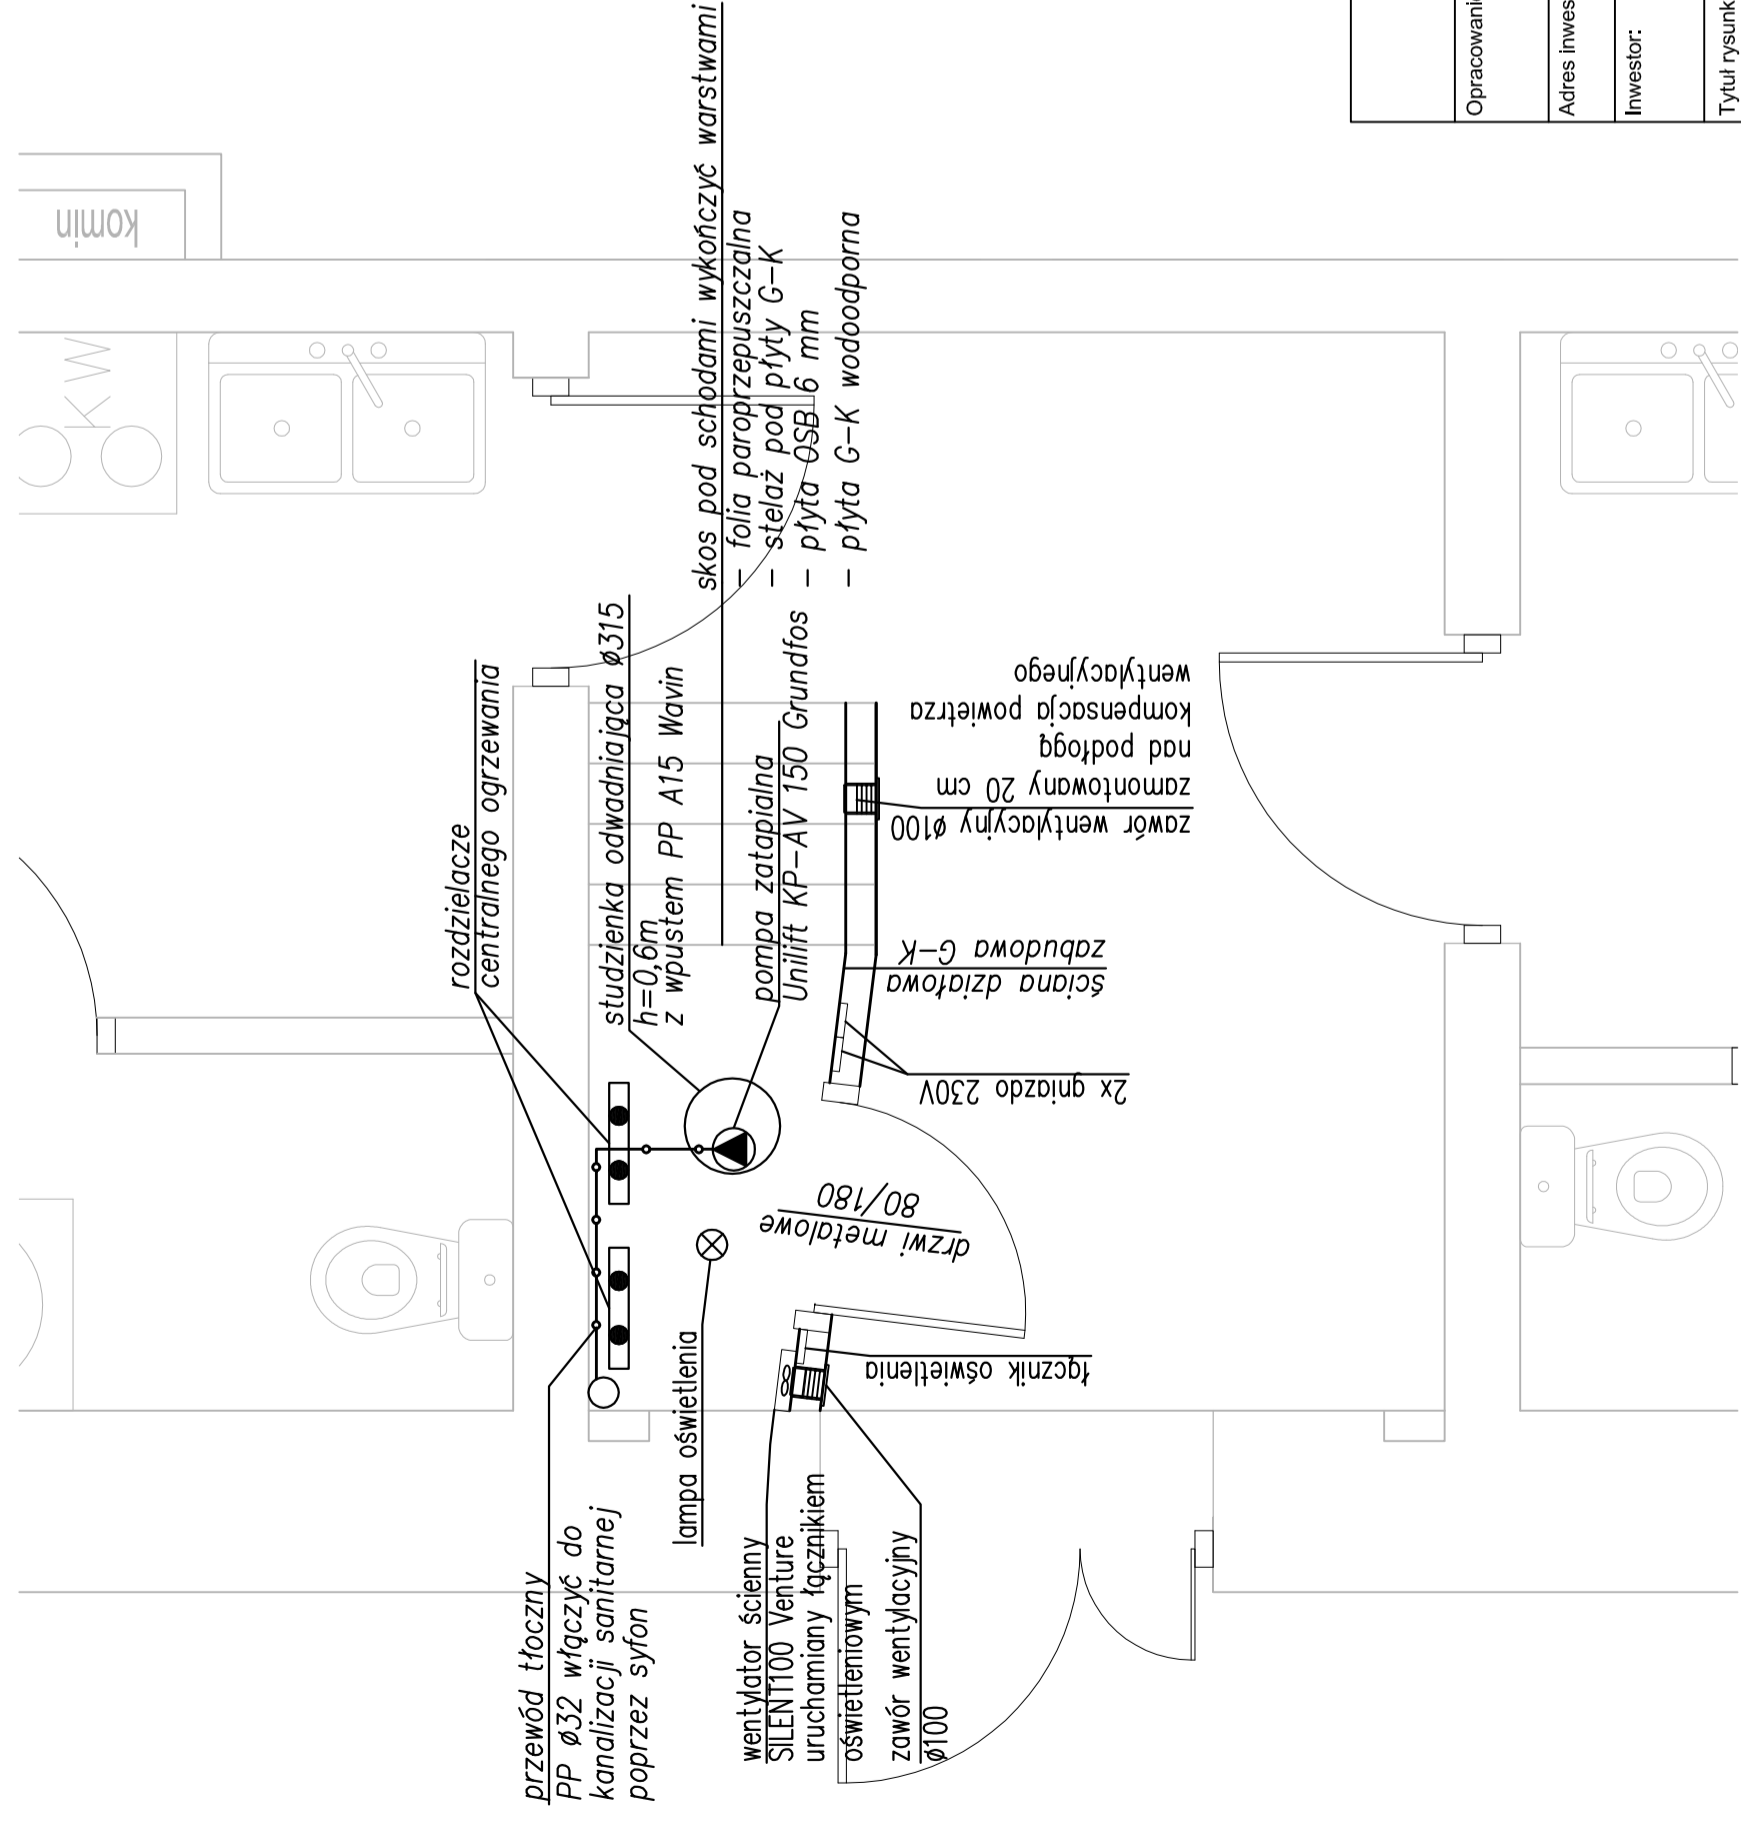 komin
KW
skos pod schodami wykończyć warstwami
- folia paroprzepuszczalna
- stelaż pod płyty G-K
- płyta OSB 6 mm
- płyta G-K wodoodporna
rozdzielacze
centralnego ogrzewania
studzienka odwadniająca ø315
h=0,6m
z wpustem PP A15 Wavin
pompa zatapialna
Unilift KP-AV 150 Grundfos
zawór wentylacyjny ø100
zamontowany 20 cm
nad podłogą
kompensacja powietrza
wentylacyjnego
ściana działowa
zabudowa G-K
2x gniazdo 230V
drzwi metalowe
80/180
łącznik oświetlenia
lampa oświetlenia
przewód tłoczny
PP ø32 włączyć do
kanalizacji sanitarnej
poprzez syfon
wentylator ścienny
SILENT100 Venture
uruchamiany łącznikiem
oświetleniowym
zawór wentylacyjny
ø100
Opracowanie
Adres inwes
Inwestor:
Tytuł rysunk